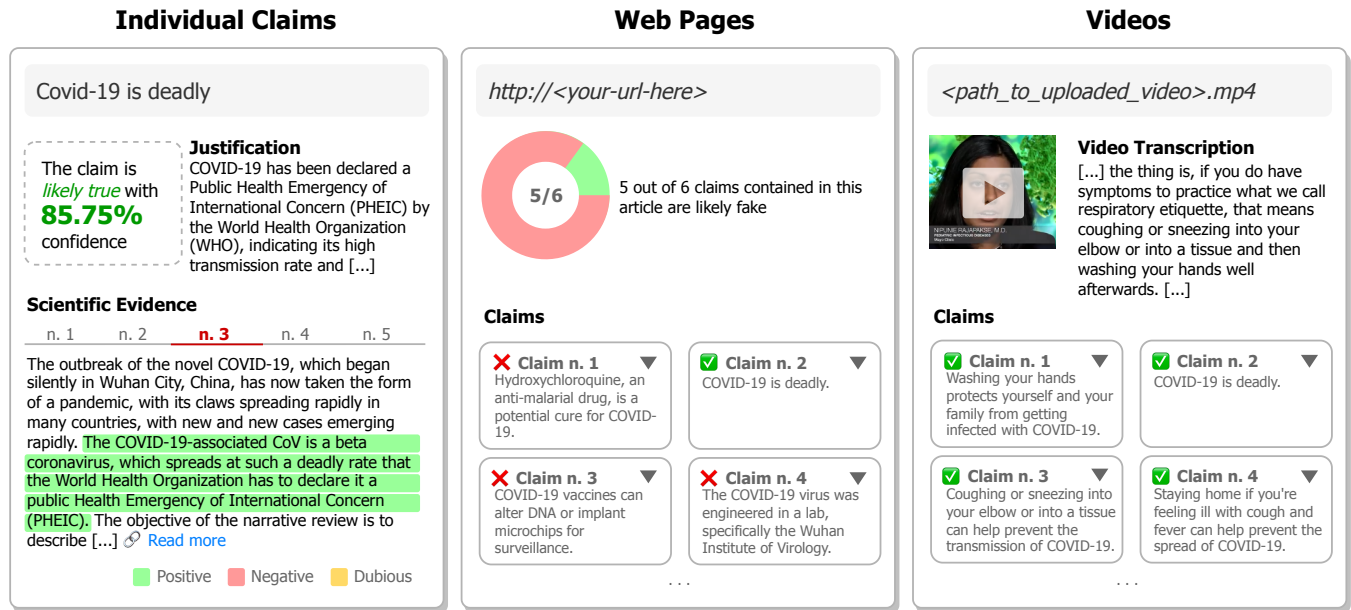 Individual Claims
Covid-19 is deadly
The claim is
likely true with
85.75%
confidence
Justification
COVID-19 has been declared a
Public Health Emergency of
International Concern (PHEIC) by
the World Health Organization
(WHO), indicating its high
transmission rate and [...]
Scientific Evidence
n. 1 n. 2 n. 3 n. 4 n. 5
The outbreak of the novel COVID-19, which began
silently in Wuhan City, China, has now taken the form
of a pandemic, with its claws spreading rapidly in
many countries, with new and new cases emerging
rapidly. The COVID-19-associated CoV is a beta
coronavirus, which spreads at such a deadly rate that
the World Health Organization has to declare it a
public Health Emergency of International Concern
(PHEIC). The objective of the narrative review is to
describe [...] Read more
Positive Negative Dubious
Web Pages
http://<your-url-here>
5/6
5 out of 6 claims contained in this
article are likely fake
Claims
Claim n. 1
Hydroxychloroquine, an
anti-malarial drug, is a
potential cure for COVID-
19.
Claim n. 2
COVID-19 is deadly.
Claim n. 3
COVID-19 vaccines can
alter DNA or implant
microchips for
surveillance.
Claim n. 4
The COVID-19 virus was
engineered in a lab,
specifically the Wuhan
Institute of Virology.
...
Videos
<path_to_uploaded_video>.mp4
NIPUNIE RAJAPAKSE, M.D.
PEDIATRIC INFECTIOUS DISEASES
Mayo Clinic
Video Transcription
[...] the thing is, if you do have
symptoms to practice what we call
respiratory etiquette, that means
coughing or sneezing into your
elbow or into a tissue and then
washing your hands well
afterwards. [...]
Claims
Claim n. 1
Washing your hands
protects yourself and your
family from getting
infected with COVID-19.
Claim n. 2
COVID-19 is deadly.
Claim n. 3
Coughing or sneezing into
your elbow or into a tissue
can help prevent the
transmission of COVID-19.
Claim n. 4
Staying home if you're
feeling ill with cough and
fever can help prevent the
spread of COVID-19.
...